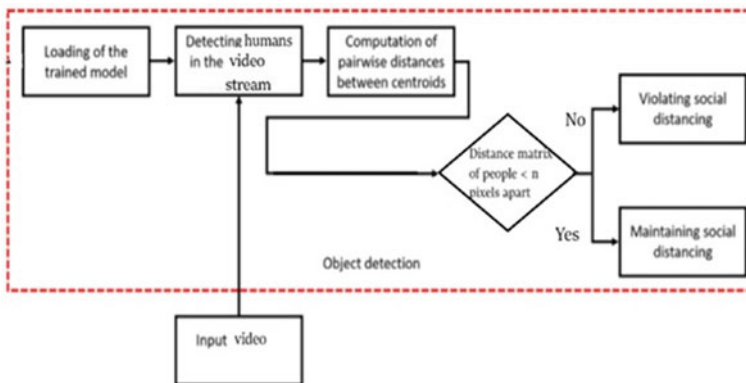 Loading of the
trained model
Detecting humans
in the video
stream
Computation of
pairwise distances
between centroids
Distance matrix
of people < n
pixels apart
No
Violating social
distancing
Yes
Maintaining social
distancing
Object detection
Input video